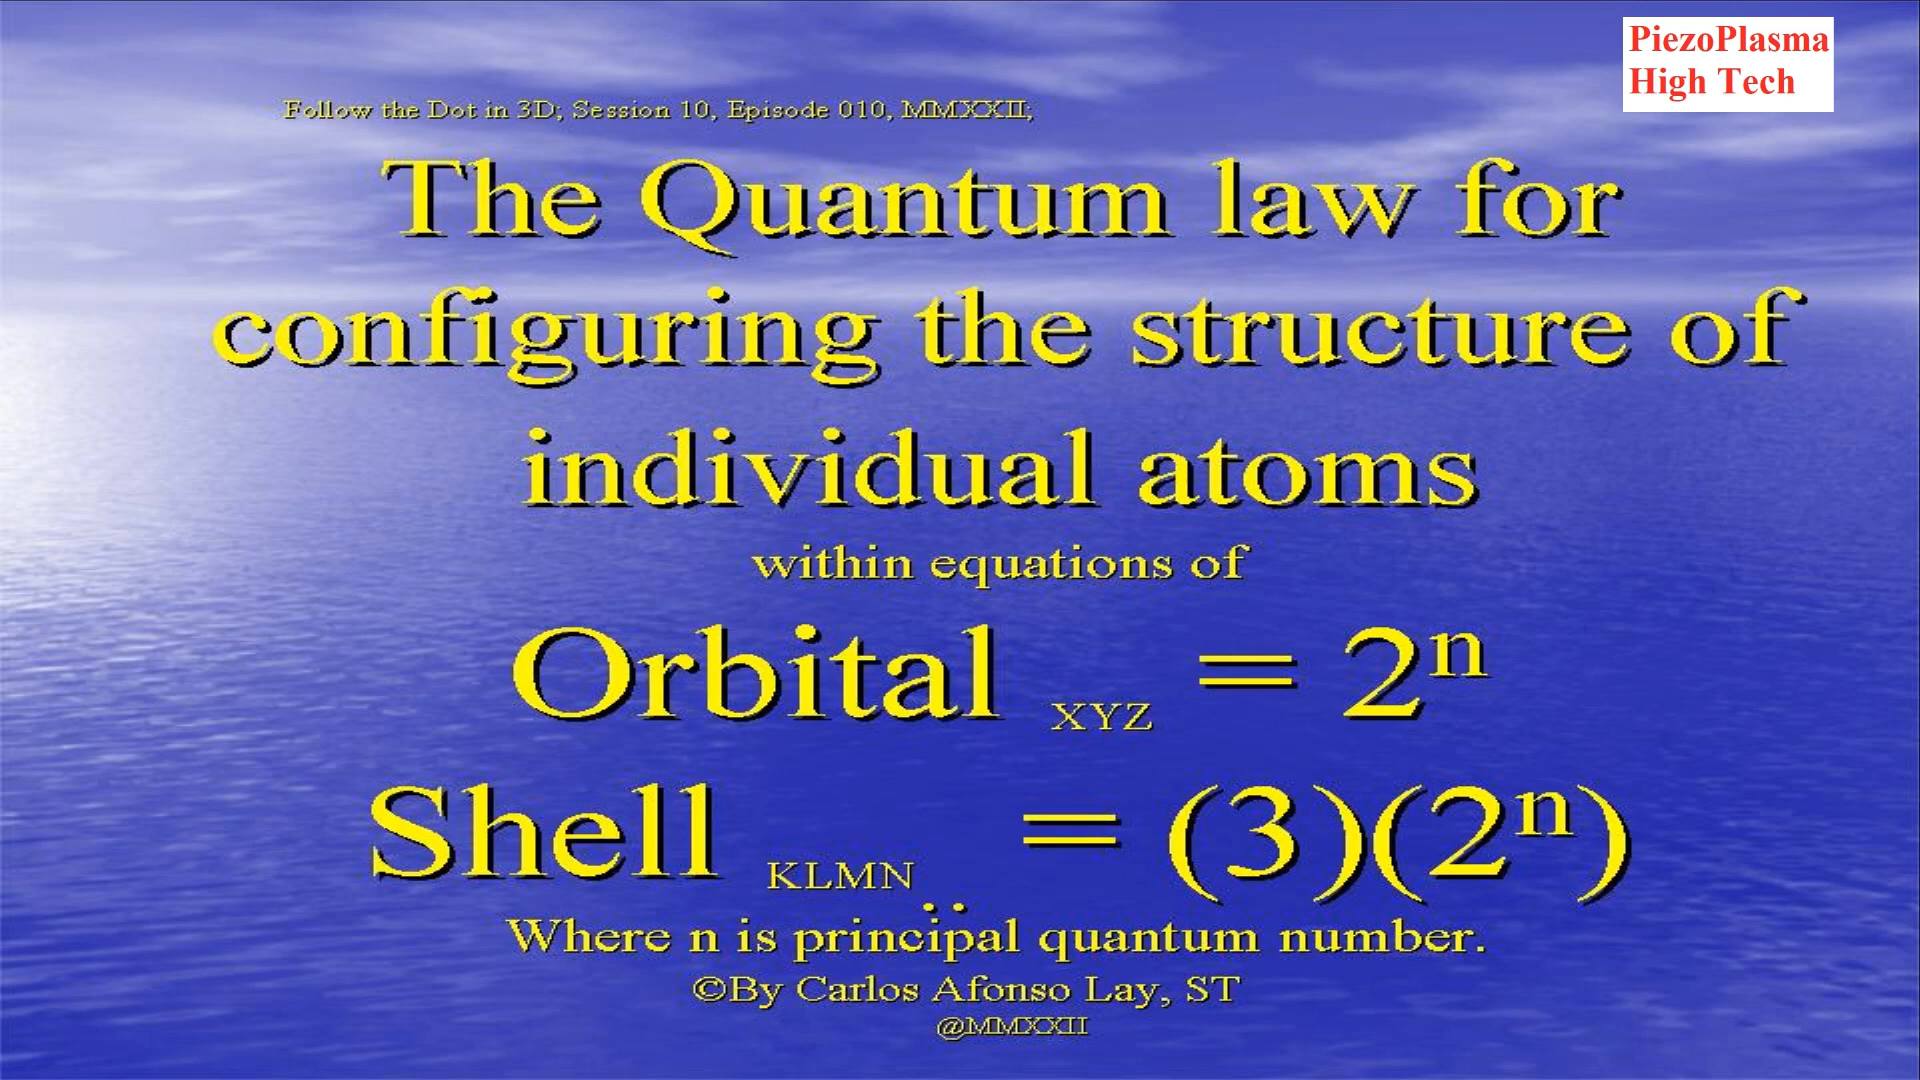 PiezoPlasma
High Tech
Follow the Dot in 3D; Session 10, Episode 010, MMXXII;
The Quantum law for
configuring the structure of
individual atoms
within equations of
Orbital XYZ = 2ⁿ
Shell KLMN.. = (3)(2ⁿ)
Where n is principal quantum number.
©By Carlos Afonso Lay, ST
@MMXXII